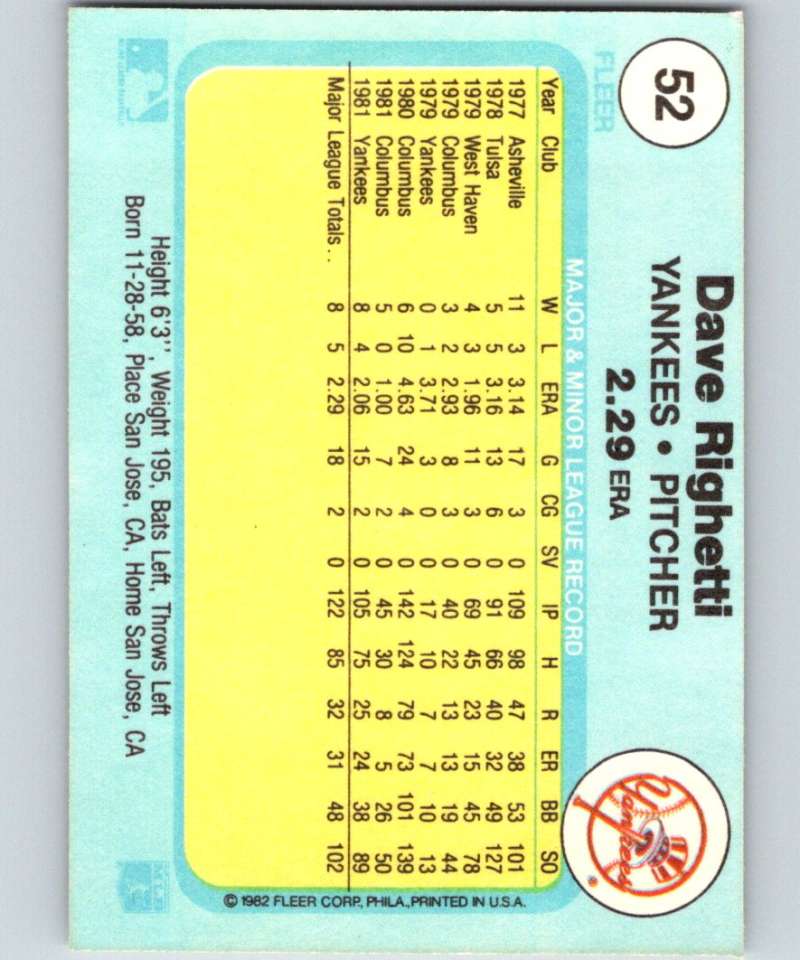 52
FLEER
Dave Righetti
YANKEES • PITCHER
2.29 ERA
Yankees
MAJOR & MINOR LEAGUE RECORD
Year Club W L ERA G CG SV IP H R ER BB SO
1977 Asheville 11 3 3.14 17 3 0 109 98 47 38 53 101
1978 Tulsa 5 5 3.16 13 6 0 91 66 40 32 49 127
1979 West Haven 4 3 1.96 11 3 0 69 45 23 15 45 78
1979 Columbus 3 2 2.93 8 3 0 40 22 13 13 19 44
1979 Yankees 0 1 3.71 3 0 0 17 10 7 7 10 13
1980 Columbus 6 10 4.63 24 4 0 142 124 79 73 101 139
1981 Columbus 5 0 1.00 7 2 0 45 30 8 5 26 50
1981 Yankees 8 4 2.06 15 2 0 105 75 25 24 38 89
Major League Totals . . 8 5 2.29 18 2 0 122 85 32 31 48 102
© 1982 FLEER CORP., PHILA., PRINTED IN U.S.A.
Height 6'3'', Weight 195, Bats Left, Throws Left
Born 11-28-58, Place San Jose, CA, Home San Jose, CA